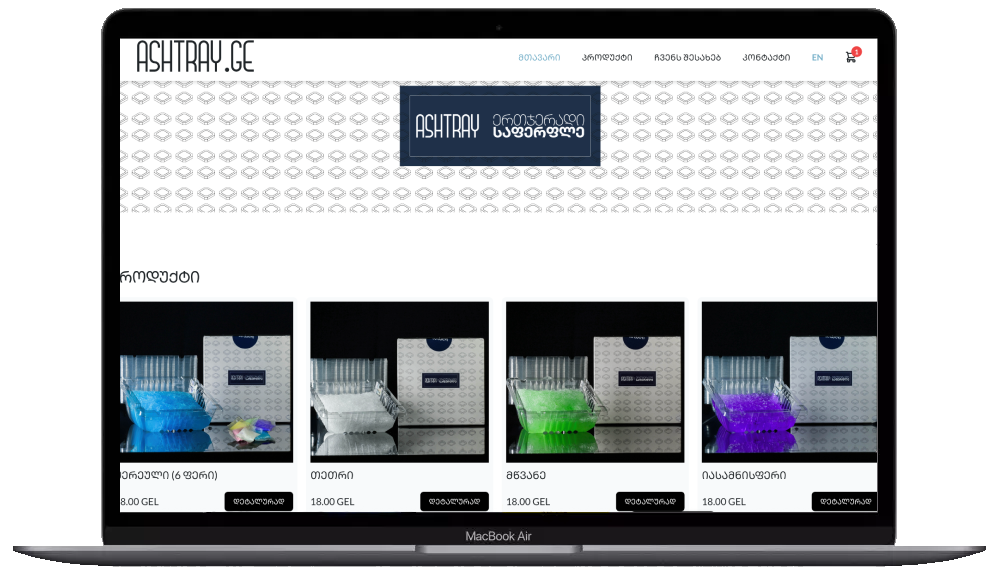 ASHTRAY.GE
მთავარი
პროდუქტი
ჩვენს შესახებ
კონტაქტი
EN
1
ASHTRAY
ერთჯერადი
საფერფლე
როდუქტი
ერეული (6 ფერი)
თეთრი
მწვანე
იასამნისფერი
8.00 GEL
დეტალურად
18.00 GEL
დეტალურად
18.00 GEL
დეტალურად
18.00 GEL
დეტალურად
MacBook Air